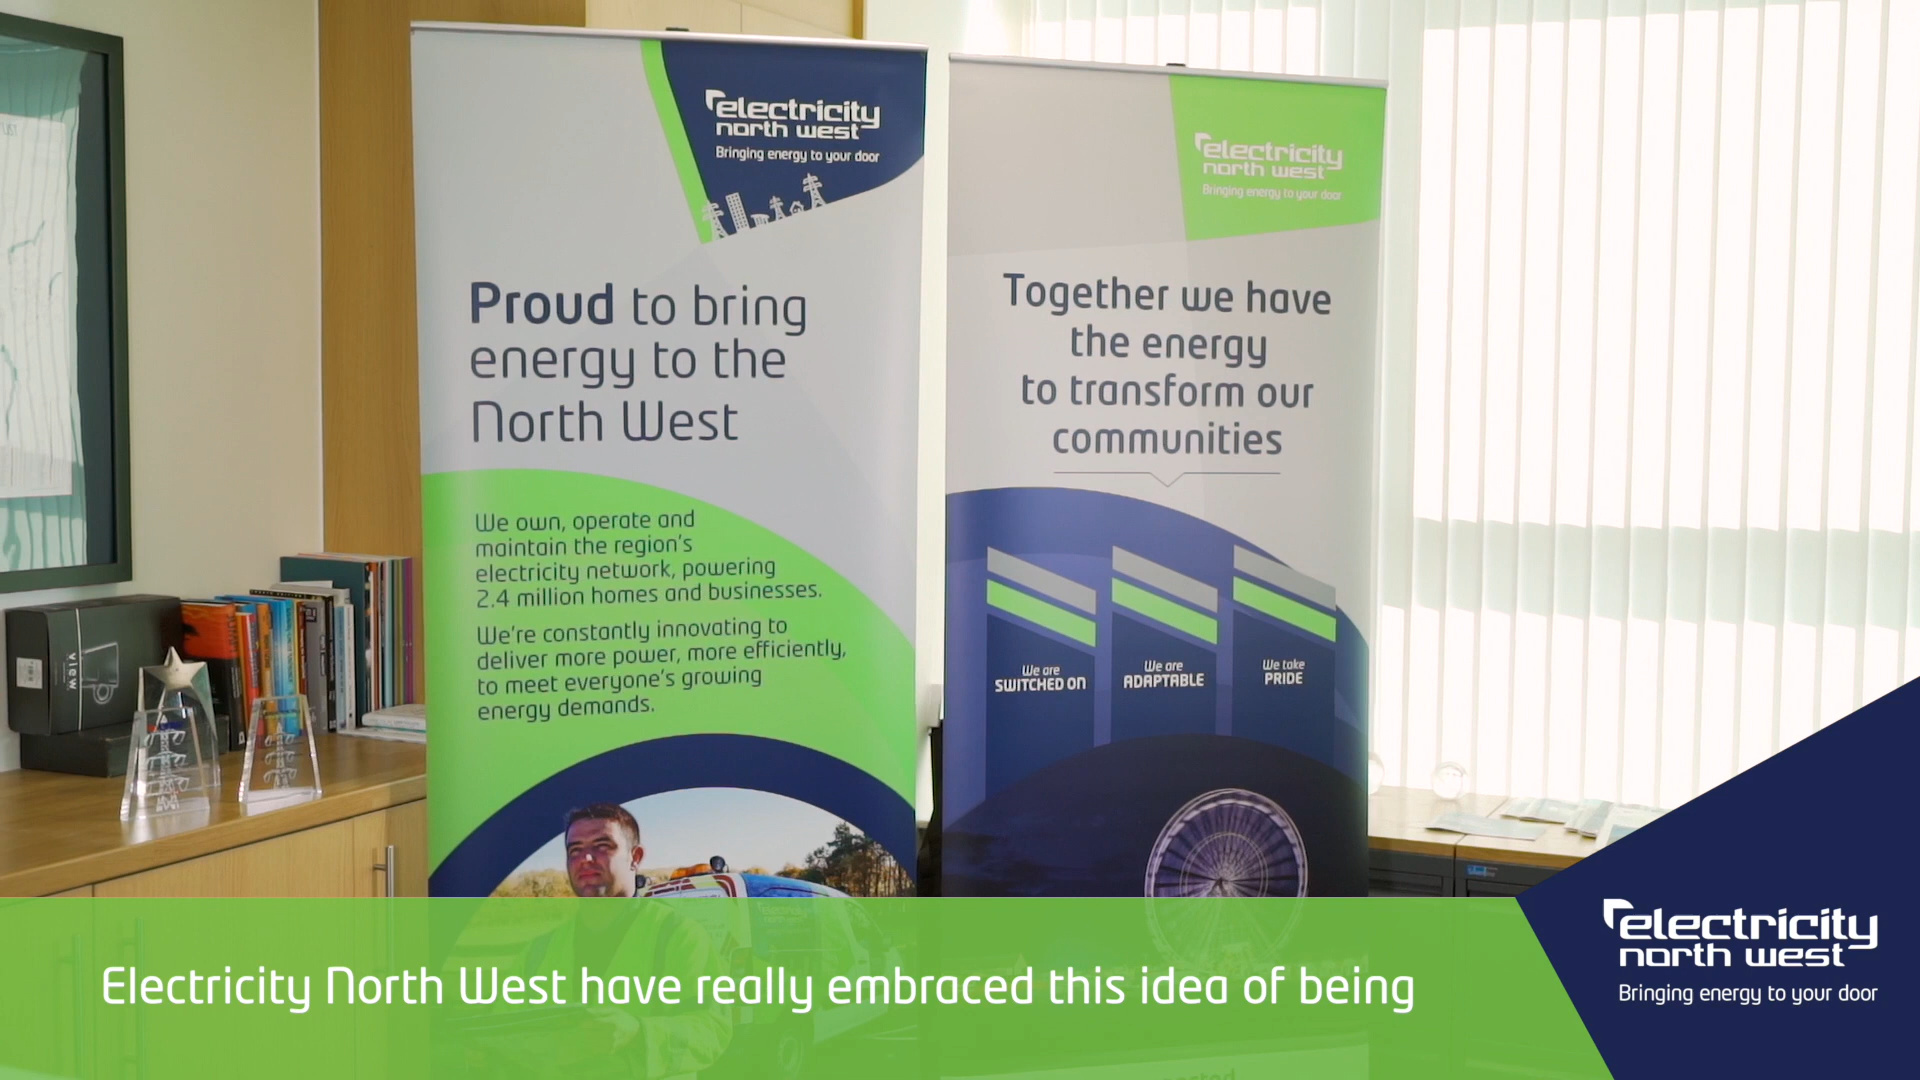 electricity
north west
Bringing energy to your door
Proud to bring
energy to the
North West
We own, operate and
maintain the region's
electricity network, powering
2.4 million homes and businesses.
We're constantly innovating to
deliver more power, more efficiently,
to meet everyone's growing
energy demands.
electricity
north west
Bringing energy to your door
Together we have
the energy
to transform our
communities
We are
SWITCHED ON
We are
ADAPTABLE
We take
PRIDE
view
Electricity North West have really embraced this idea of being
electricity
north west
Bringing energy to your door